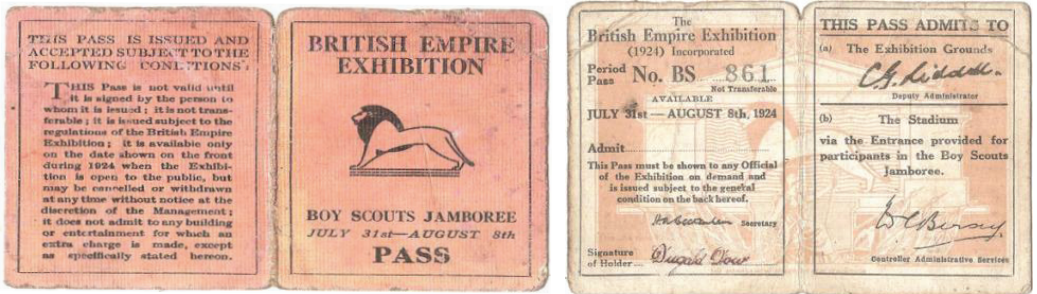 THIS PASS IS ISSUED AND
ACCEPTED SUBJECT TO THE
FOLLOWING CONDITIONS:
THIS Pass is not valid until
it is signed by the person to
whom it is issued; it is not trans-
ferable; it is issued subject to the
regulations of the British Empire
Exhibition; it is available only
on the date shown on the front
during 1924 when the Exhibi-
tion is open to the public, but
may be cancelled or withdrawn
at any time without notice at the
discretion of the Management;
it does not admit to any building
or entertainment for which an
extra charge is made, except
as specifically stated hereon.
BRITISH EMPIRE
EXHIBITION
BOY SCOUTS JAMBOREE
JULY 31st—AUGUST 8th
PASS
The
British Empire Exhibition
(1924) Incorporated
Period
Pass No. BS 861
Not Transferable
AVAILABLE
JULY 31st — AUGUST 8th, 1924
Admit
This Pass must be shown to any Official
of the Exhibition on demand and
is issued subject to the general
condition on the back hereof.
Secretary
Signature
of Holder Dugald Dow
THIS PASS ADMITS TO
(a) The Exhibition Grounds
Deputy Administrator
(b) The Stadium
via the Entrance provided for
participants in the Boy Scouts
Jamboree.
Controller Administrative Services